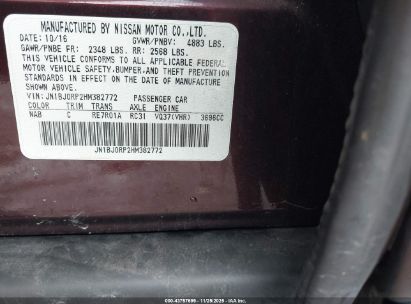 MANUFACTURED BY NISSAN MOTOR CO.,LTD.
DATE: 10/16 GVWR/PNBV: 4883 LBS.
GAWR/PNBE FR: 2348 LBS. RR: 2568 LBS.
THIS VEHICLE CONFORMS TO ALL APPLICABLE FEDERAL
MOTOR VEHICLE SAFETY,BUMPER,AND THEFT PREVENTION
STANDARDS IN EFFECT ON THE DATE OF MANUFACTURE
SHOWN ABOVE.
VIN: JN1BJ0RP2HM382772 PASSENGER CAR
COLOR TRIM TRANS AXLE ENGINE
NAB C RE7R01A RC31 VQ37(VHR) 3696CC
JN1BJ0RP2HM382772